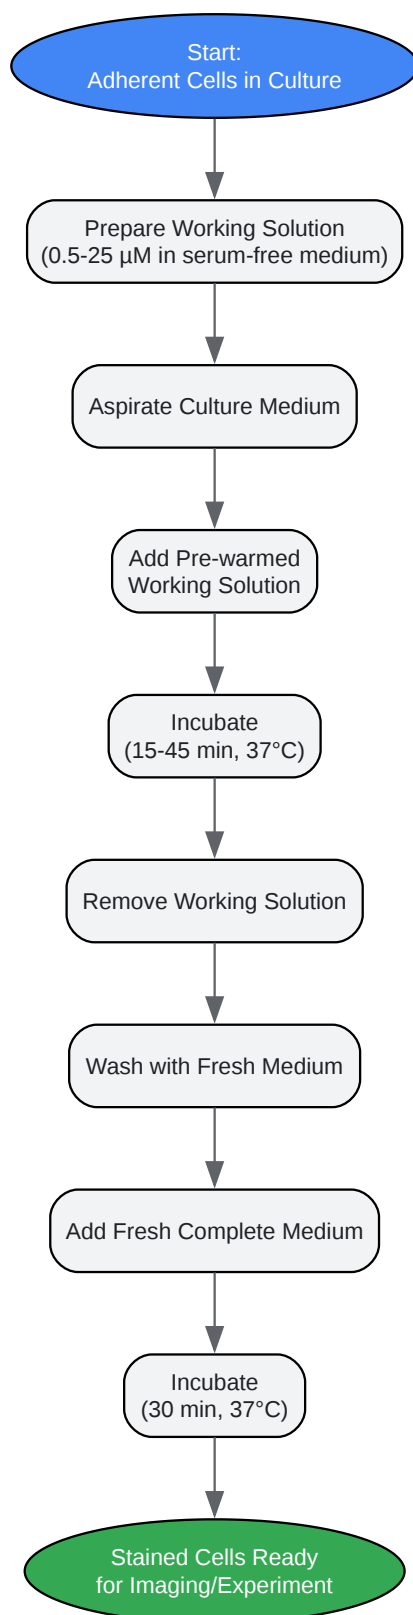 Start:
Adherent Cells in Culture
Prepare Working Solution
(0.5-25 µM in serum-free medium)
Aspirate Culture Medium
Add Pre-warmed
Working Solution
Incubate
(15-45 min, 37°C)
Remove Working Solution
Wash with Fresh Medium
Add Fresh Complete Medium
Incubate
(30 min, 37°C)
Stained Cells Ready
for Imaging/Experiment